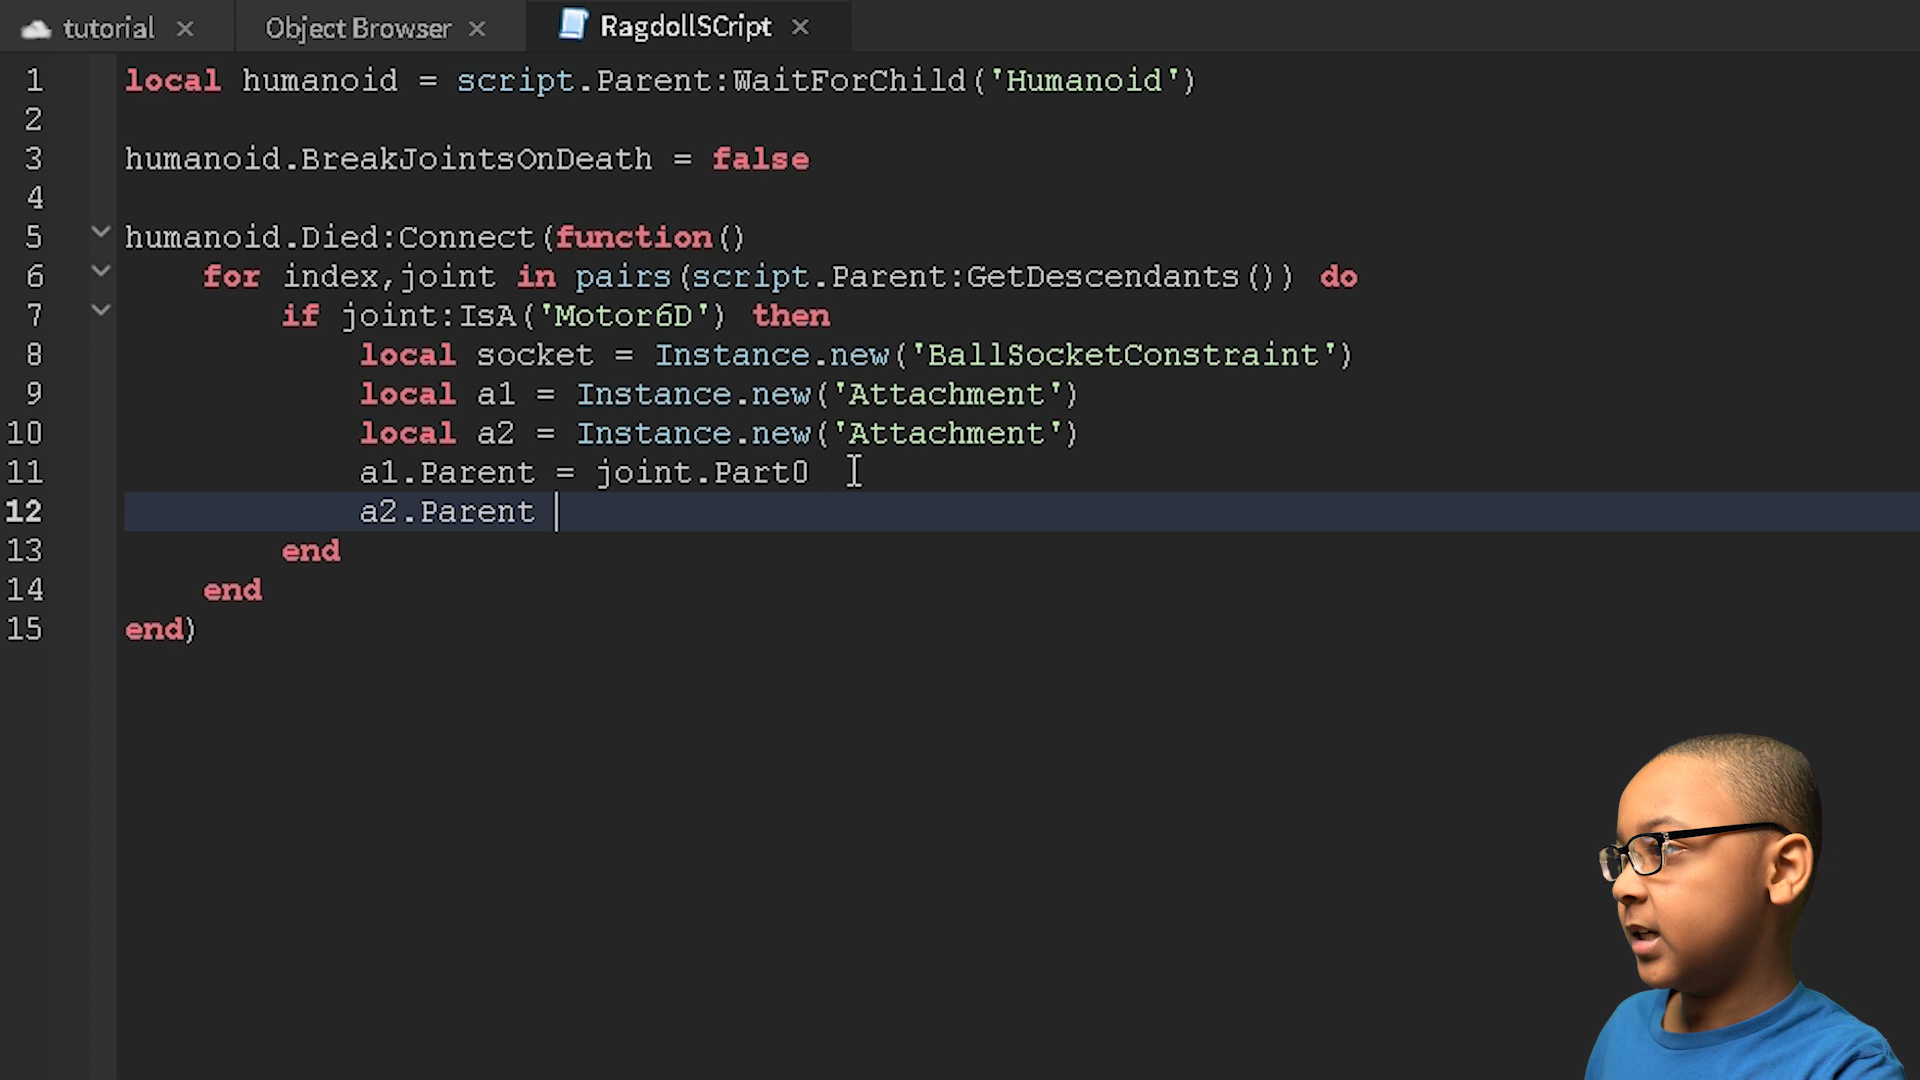 tutorial × Object Browser × RagdollSCript ×
1 local humanoid = script.Parent:WaitForChild('Humanoid')
2
3 humanoid.BreakJointsOnDeath = false
4
5 humanoid.Died:Connect(function()
6 for index,joint in pairs(script.Parent:GetDescendants()) do
7 if joint:IsA('Motor6D') then
8 local socket = Instance.new('BallSocketConstraint')
9 local a1 = Instance.new('Attachment')
10 local a2 = Instance.new('Attachment')
11 a1.Parent = joint.Part0
12 a2.Parent
13 end
14 end
15 end)